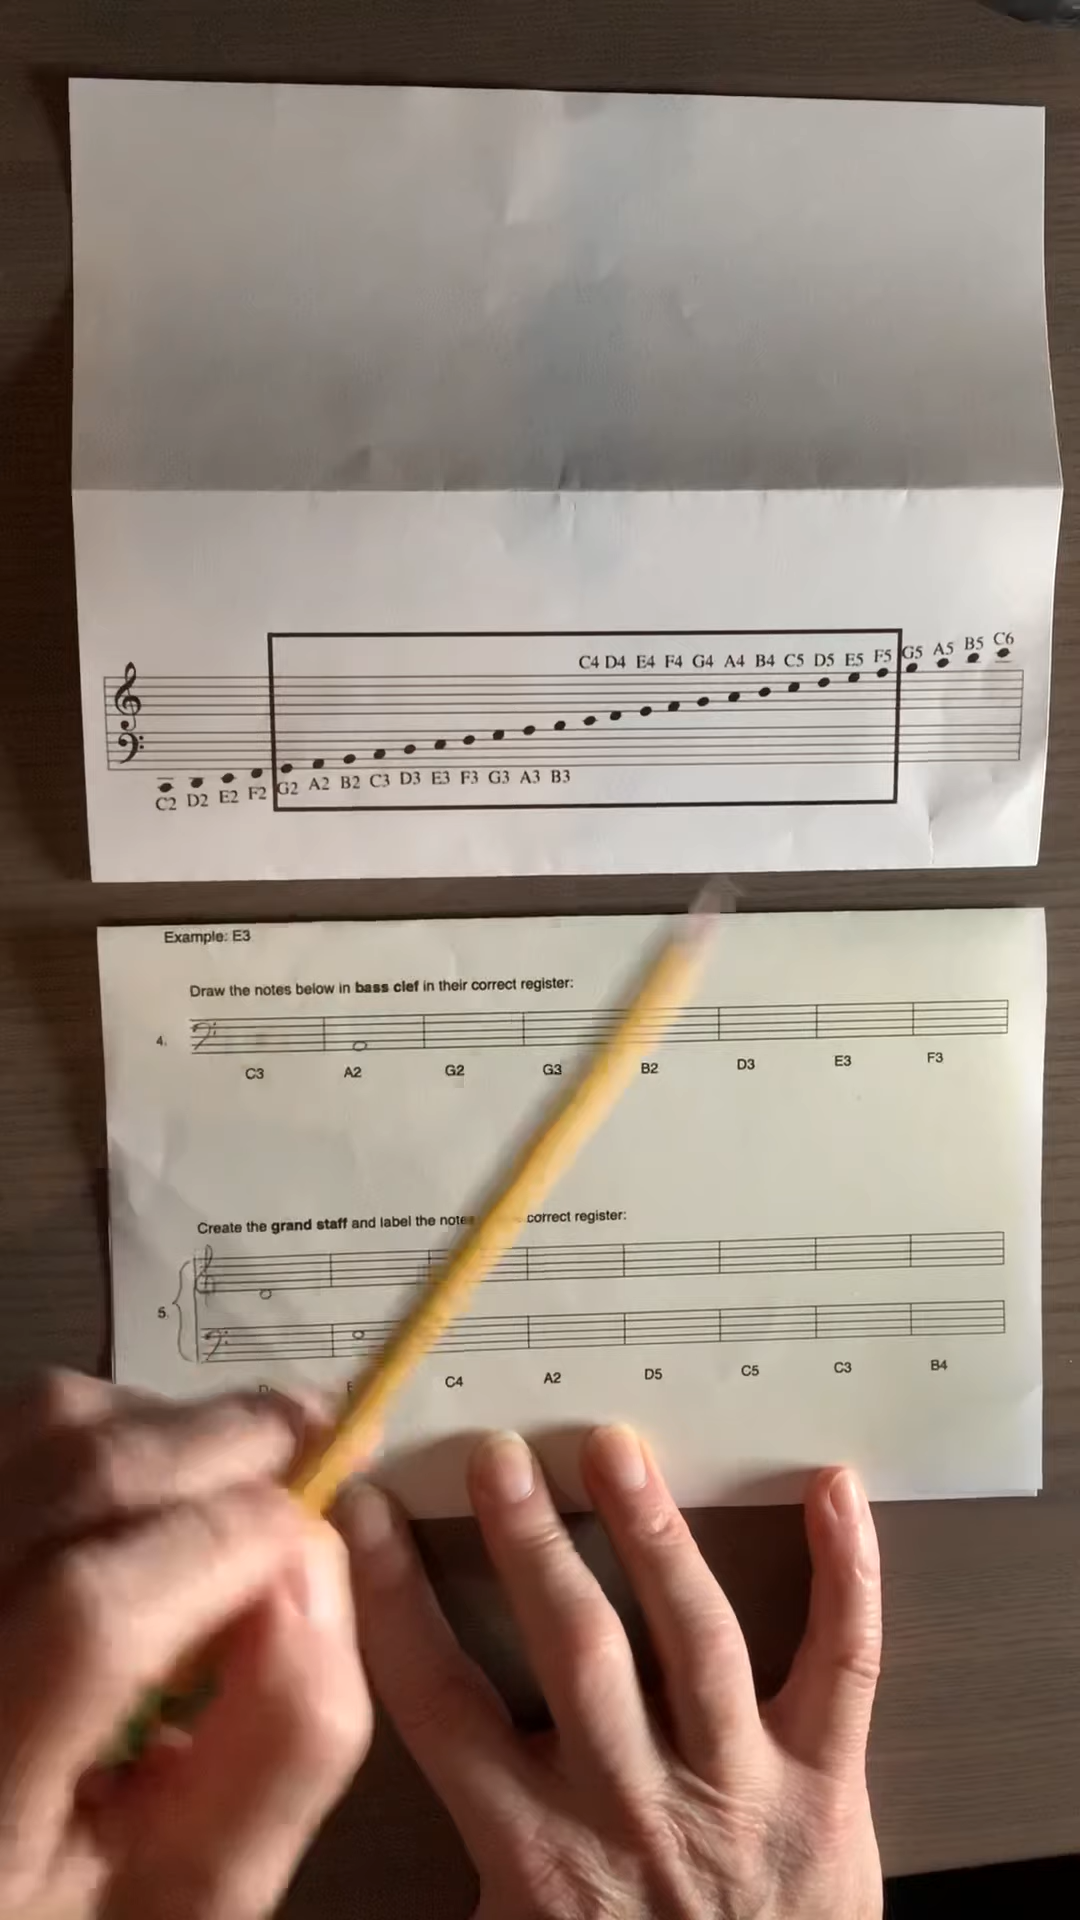 C4 D4 E4 F4 G4 A4 B4 C5 D5 E5 F5 G5 A5 B5 C6
C2 D2 E2 F2 G2 A2 B2 C3 D3 E3 F3 G3 A3 B3
Example: E3
Draw the notes below in bass clef in their correct register:
4.
C3 A2 G2 G3 B2 D3 E3 F3
Create the grand staff and label the note correct register:
5.
C4 A2 D5 C5 C3 B4